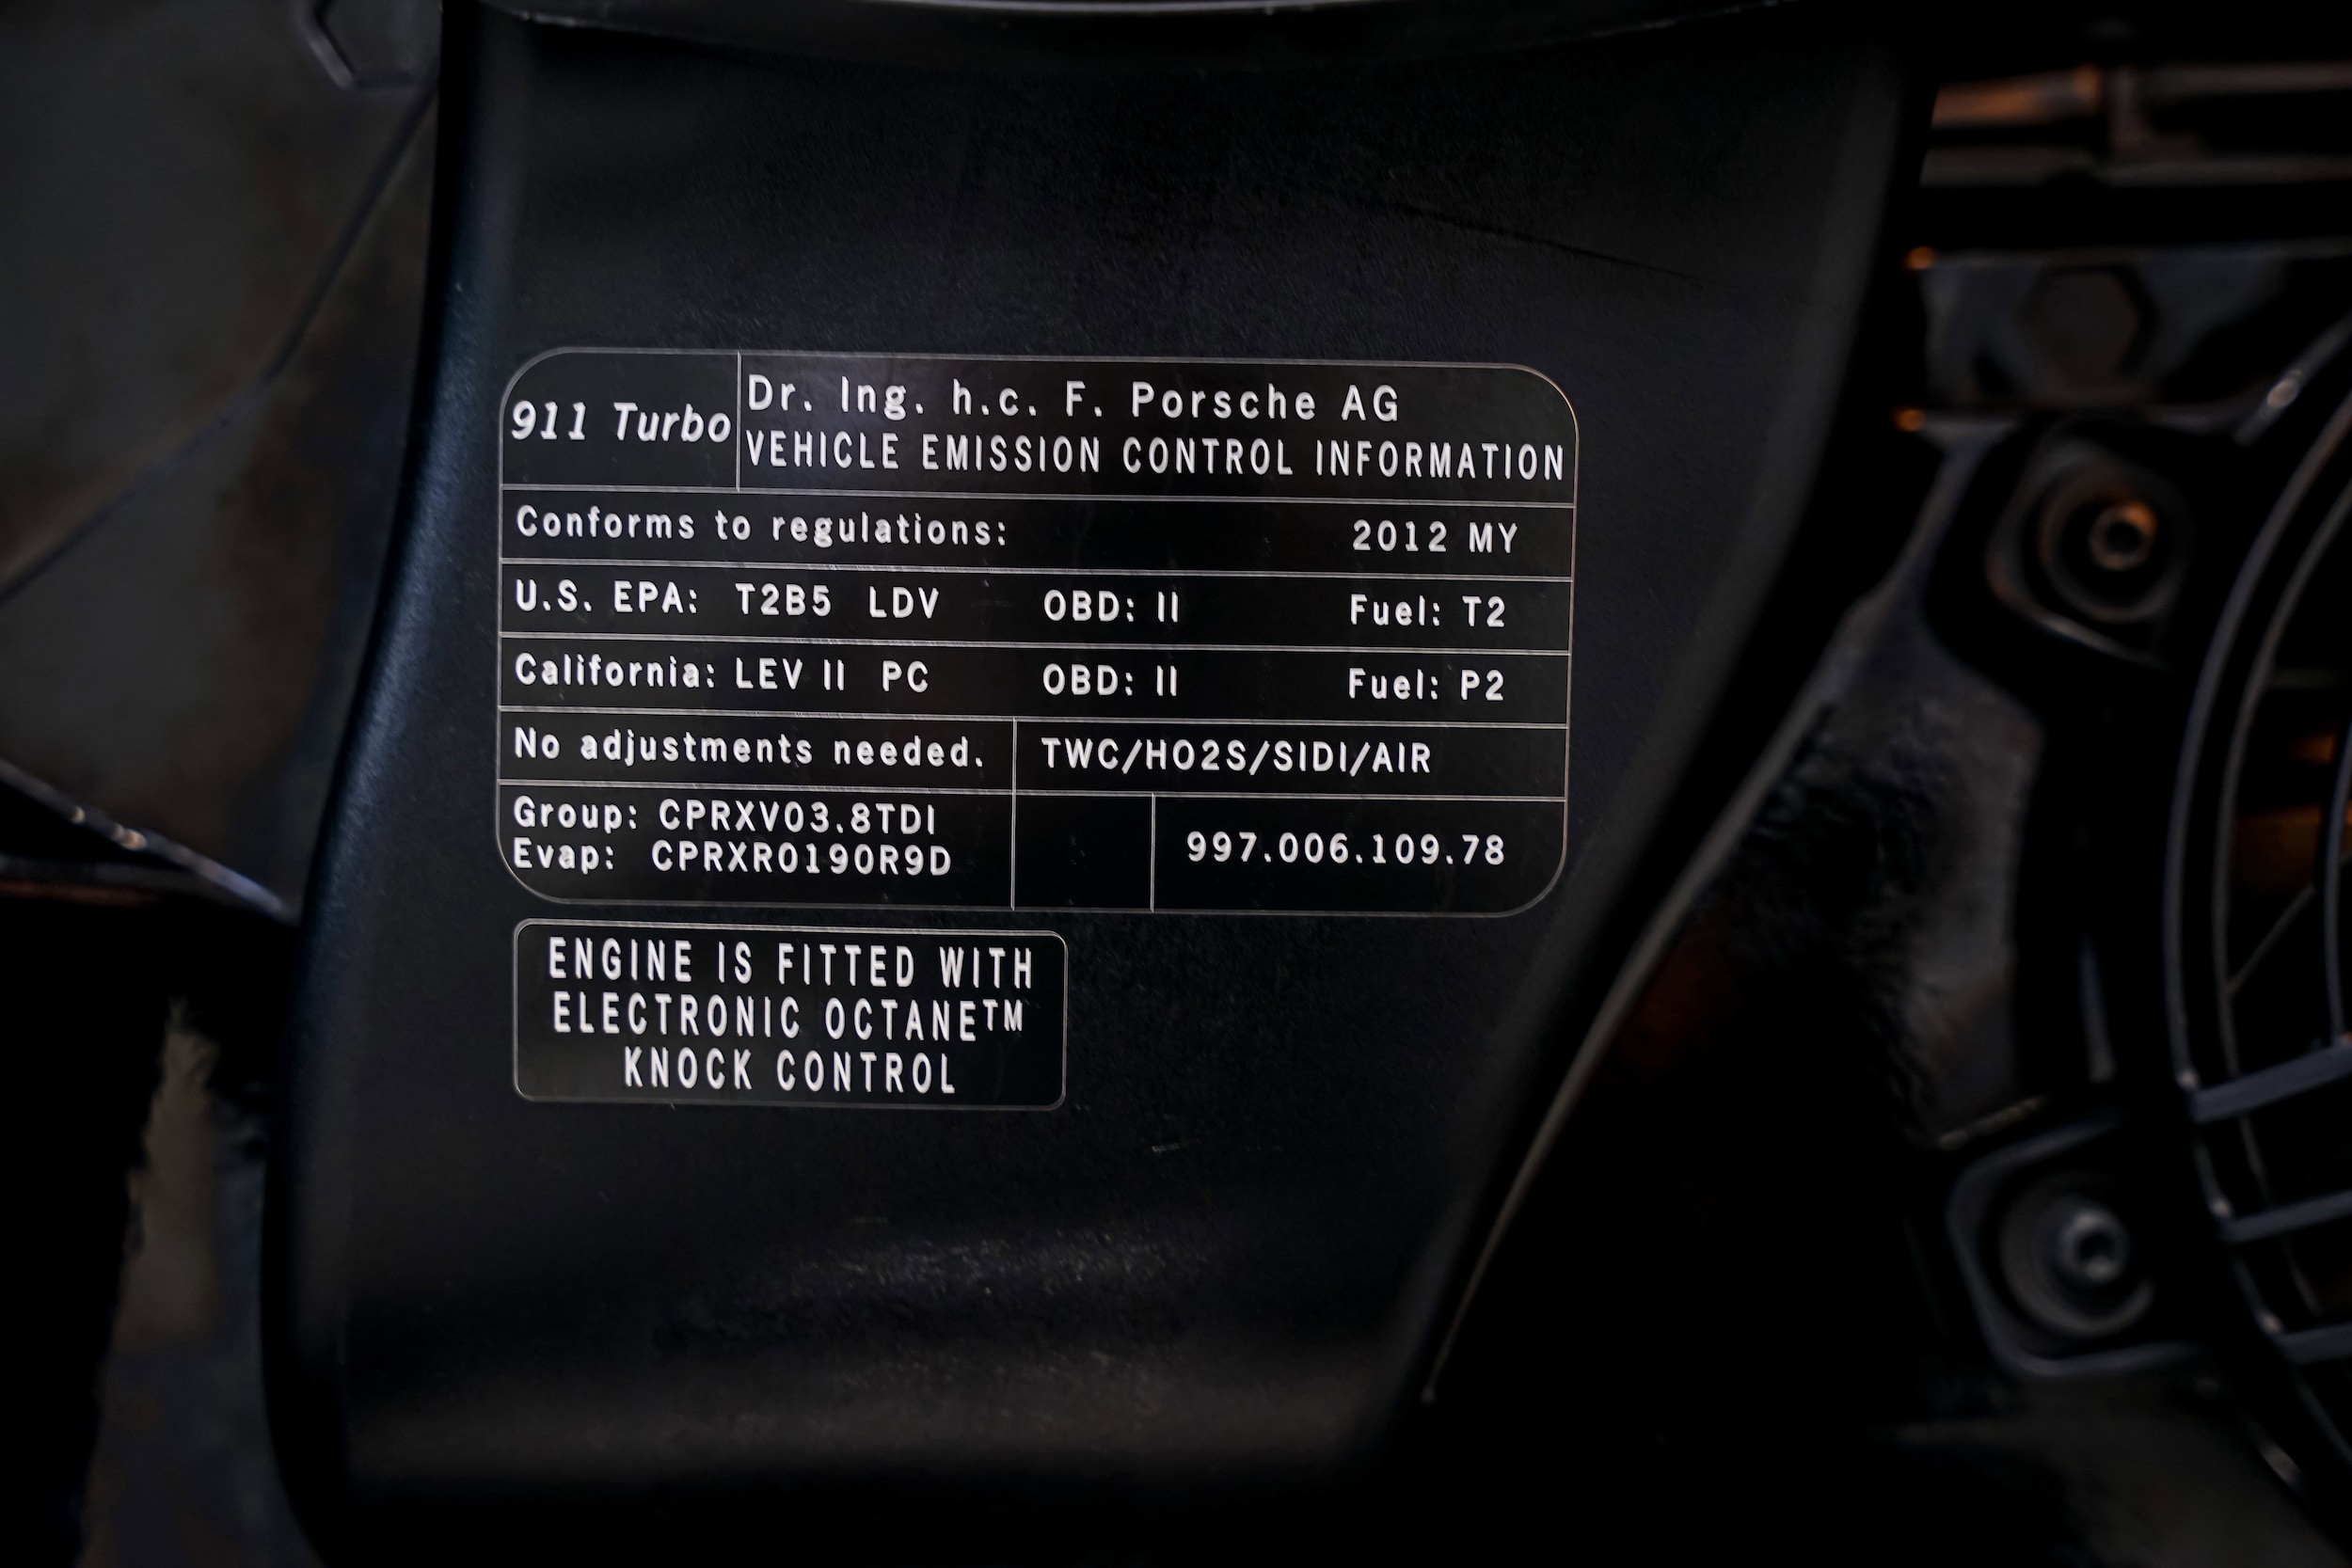 911 Turbo
Dr. Ing. h.c. F. Porsche AG
VEHICLE EMISSION CONTROL INFORMATION
Conforms to regulations: 2012 MY
U.S. EPA: T2B5 LDV OBD: II Fuel: T2
California: LEV II PC OBD: II Fuel: P2
No adjustments needed. TWC/HO2S/SIDI/AIR
Group: CPRXV03.8TDI
Evap: CPRXR0190R9D
997.006.109.78
ENGINE IS FITTED WITH
ELECTRONIC OCTANE™
KNOCK CONTROL